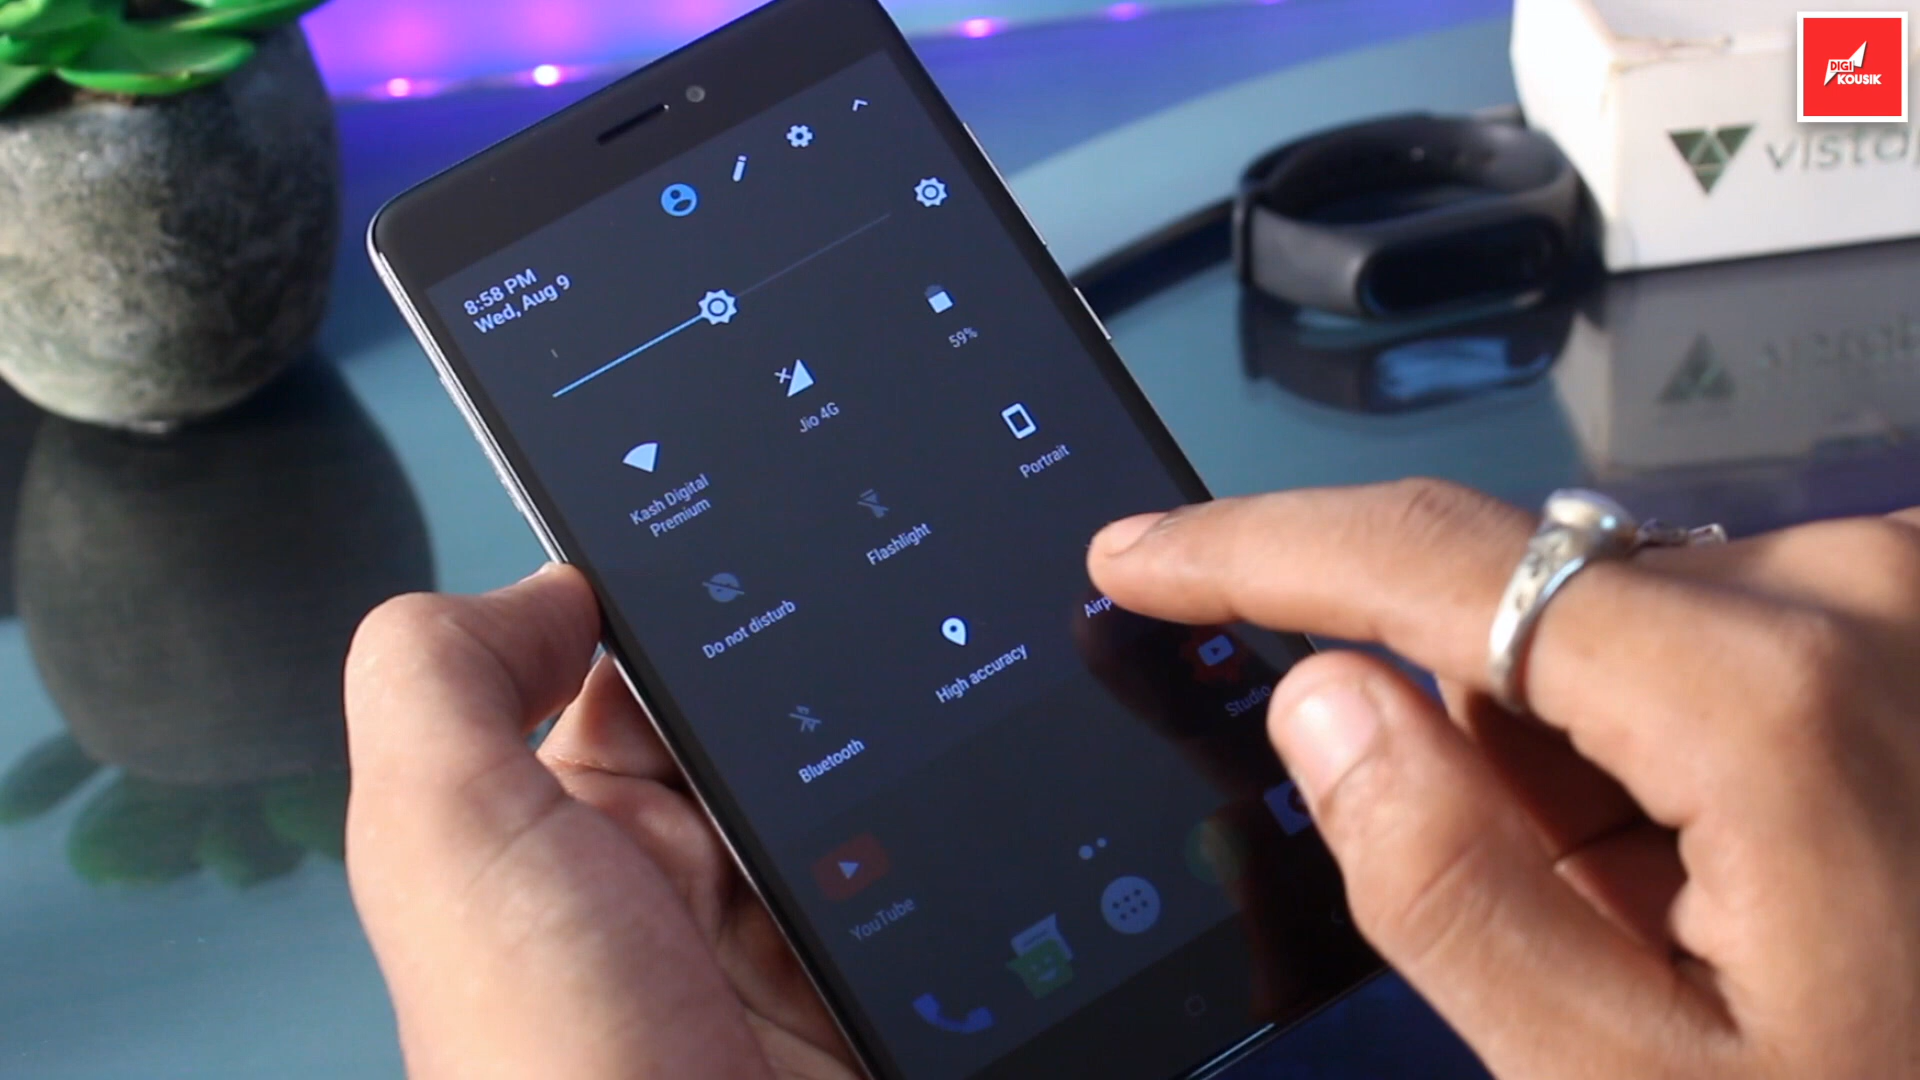 DIGI
KOUSIK
8:58 PM
Wed, Aug 9
59%
Jio 4G
Kash Digital
Premium
Portrait
Flashlight
Do not disturb
High accuracy
Bluetooth
Studio
YouTube